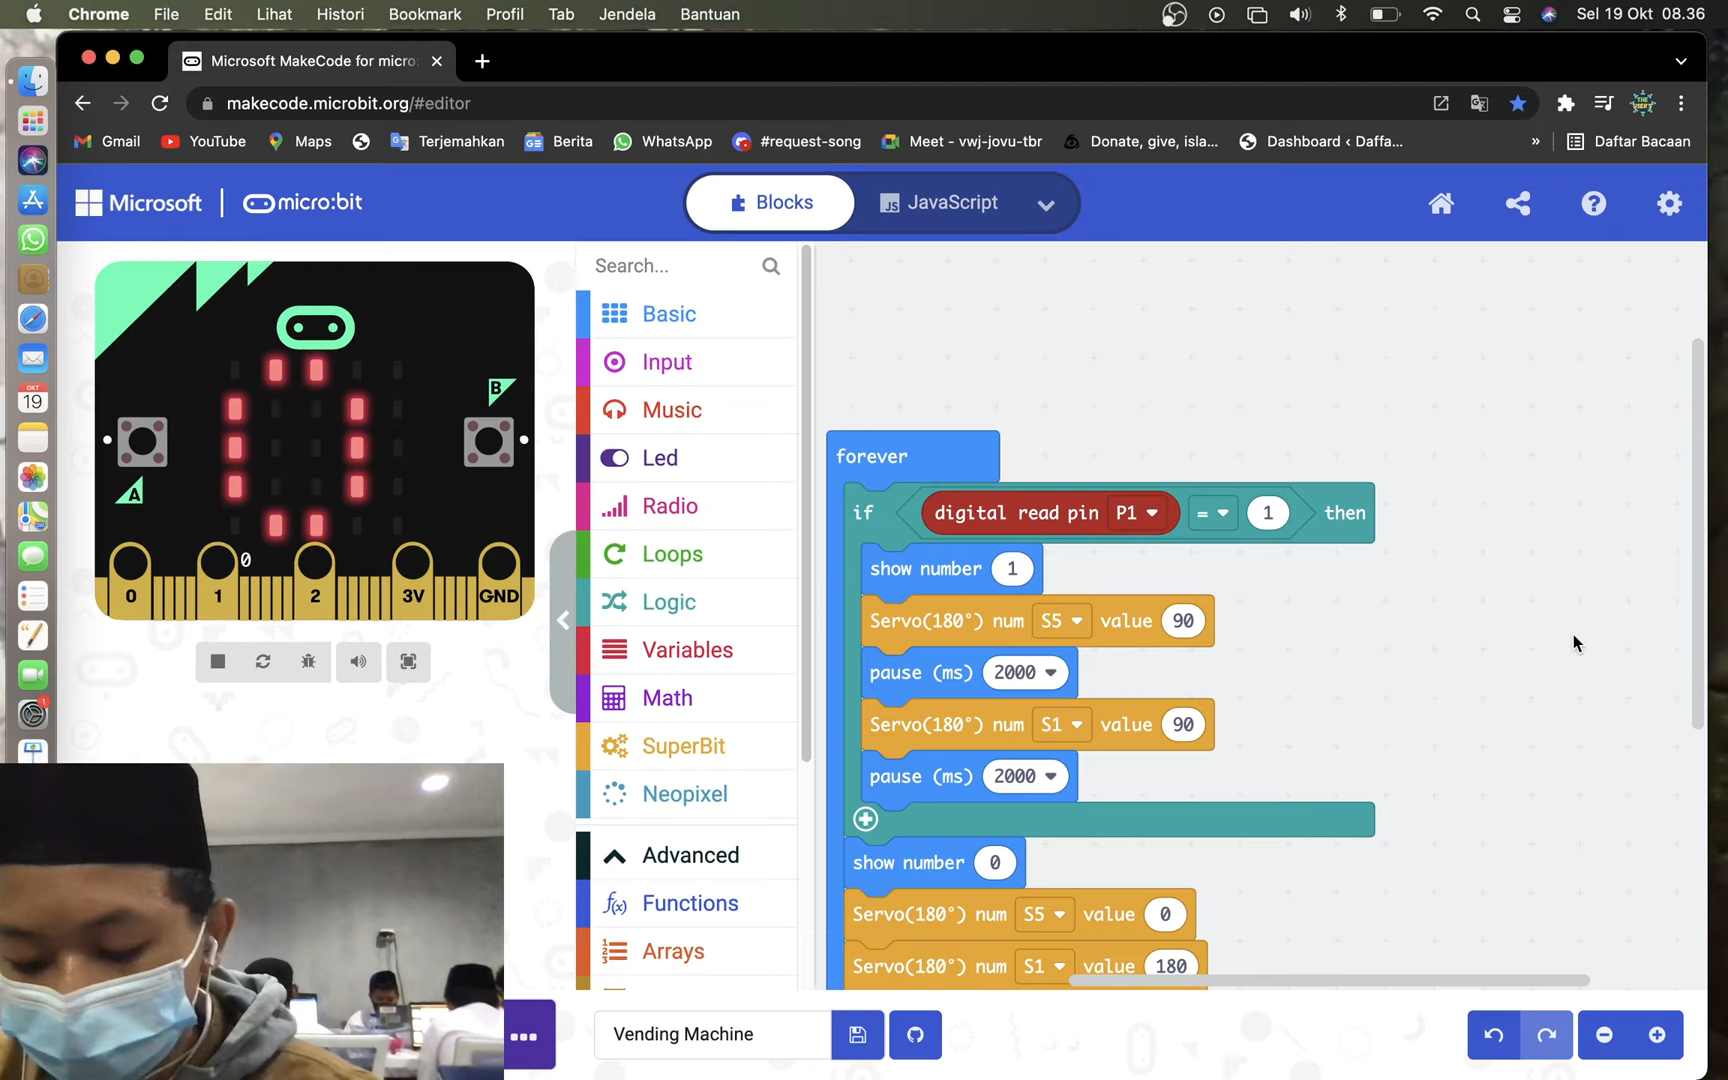 Chrome File Edit Lihat Histori Bookmark Profil Tab Jendela Bantuan Sel 19 Okt 08.36
Microsoft MakeCode for micro:
makecode.microbit.org/#editor
Gmail YouTube Maps Terjemahkan Berita WhatsApp #request-song Meet - vwj-jovu-tbr Donate, give, isla... Dashboard < Daffa... » Daftar Bacaan
Microsoft | micro:bit Blocks JS JavaScript
Search...
Basic
Input
Music
Led
Radio
Loops
Logic
Variables
Math
SuperBit
Neopixel
Advanced
Functions
Arrays
B
A
0
0 1 2 3V GND
forever
if digital read pin P1 = 1 then
show number 1
Servo(180°) num S5 value 90
pause (ms) 2000
Servo(180°) num S1 value 90
pause (ms) 2000
show number 0
Servo(180°) num S5 value 0
Servo(180°) num S1 value 180
OKT
19
1
Vending Machine